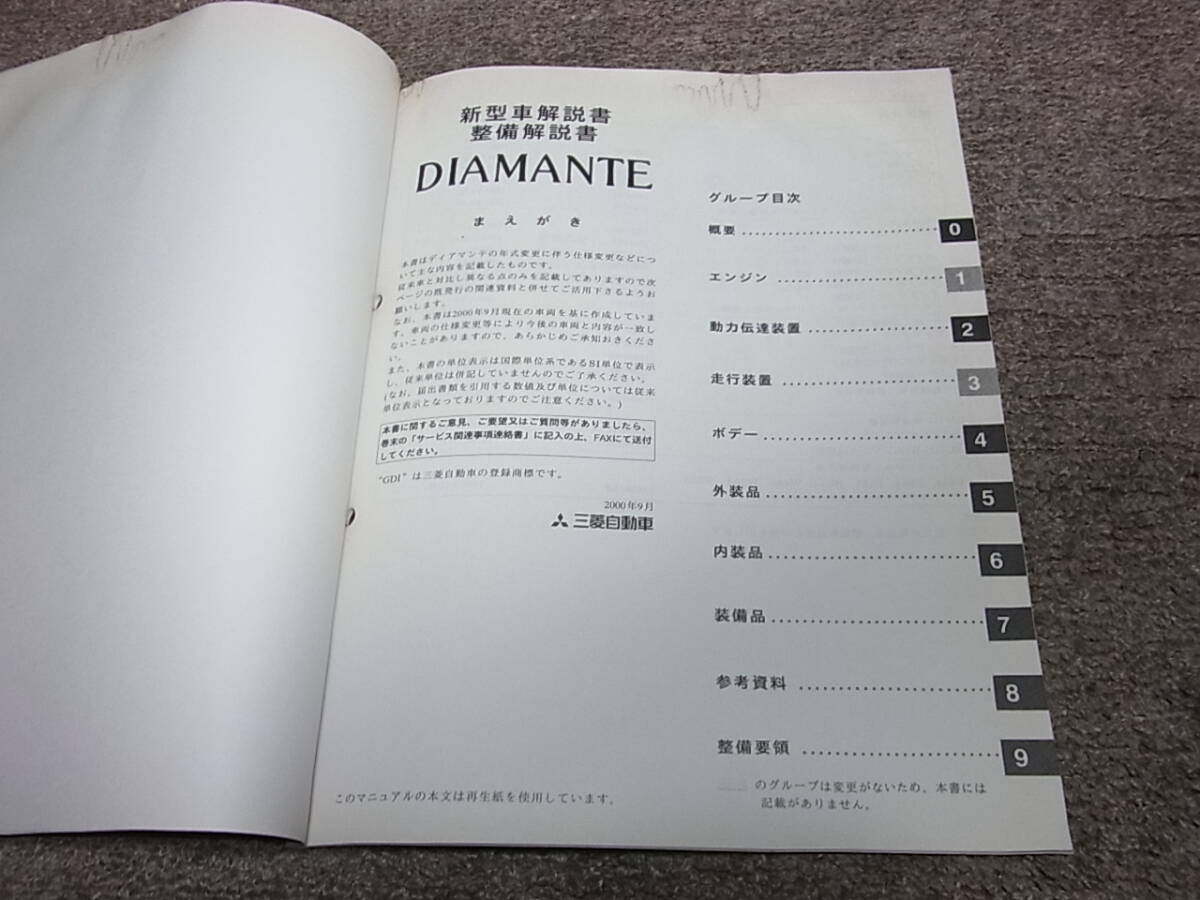 新型車解説書
整備解説書
DIAMANTE
まえがき
本書はディアマンテの年式変更に伴う仕様変更などにつ
いて主な内容を記載したものです。
従来車と対比し異なる点のみを記載してありますので次
ページの既発行の関連資料と併せてご活用下さるようお
願いします。
なお、本書は2000年9月現在の車両を基に作成していま
す。車両の仕様変更等により今後の車両と内容が一致し
ないことがありますので、あらかじめご承知おきくださ
い。
また、本書の単位表示は国際単位系であるSI単位で表示
し、従来単位は併記していませんのでご了承ください。
(なお、届出書類を引用する数値及び単位については従来
単位表示となっておりますのでご注意ください。)
本書に関するご意見、ご要望又はご質問等がありましたら、
巻末の「サービス関連事項連絡書」に記入の上、FAXにて送付
してください。
"GDI"は三菱自動車の登録商標です。
2000年9月
三菱自動車
このマニュアルの本文は再生紙を使用しています。
グループ目次
概要 0
エンジン 1
動力伝達装置 2
走行装置 3
ボデー 4
外装品 5
内装品 6
装備品 7
参考資料 8
整備要領 9
のグループは変更がないため、本書には
記載がありません。